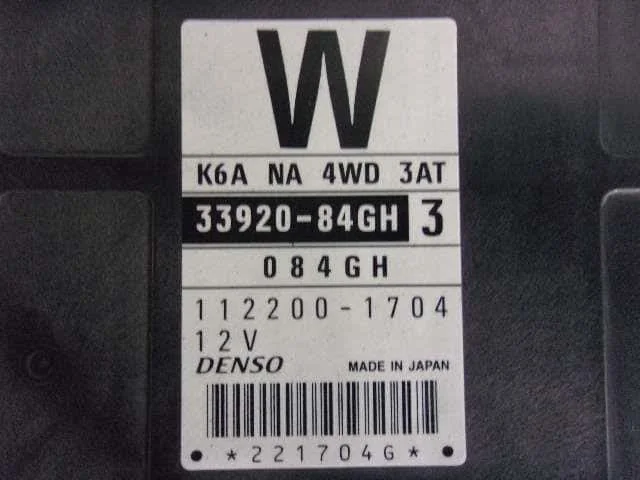 W
K6A NA 4WD 3AT
33920-84GH 3
084GH
112200-1704
12V
DENSO MADE IN JAPAN
*221704G*